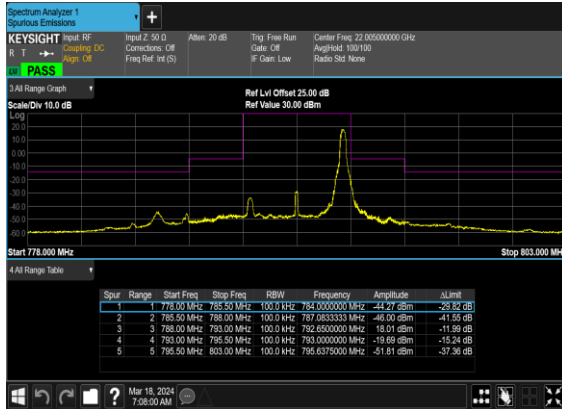 Spectrum Analyzer 1
Spurious Emissions
+
KEYSIGHT Input: RF Input Z: 50 Ω Atten: 20 dB Trig: Free Run Center Freq: 22.005000000 GHz
R T Coupling: DC Corrections: Off Gate: Off Avg|Hold: 100/100
Align: Off Freq Ref: Int (S) IF Gain: Low Radio Std: None
LU PASS
3 All Range Graph
Ref Lvl Offset 25.00 dB
Scale/Div 10.0 dB Ref Value 30.00 dBm
Log
20.0
10.0
0.00
-10.0
-20.0
-30.0
-40.0
-50.0
-60.0
Start 778.000 MHz Stop 803.000 MH
4 All Range Table
Spur Range Start Freq Stop Freq RBW Frequency Amplitude ΔLimit
1 1 778.00 MHz 785.50 MHz 100.0 kHz 784.0000000 MHz -44.27 dBm -29.82 dB
2 2 785.50 MHz 788.00 MHz 100.0 kHz 787.0833333 MHz -46.00 dBm -41.55 dB
3 3 788.00 MHz 793.00 MHz 100.0 kHz 792.6500000 MHz 18.01 dBm -11.99 dB
4 4 793.00 MHz 795.50 MHz 100.0 kHz 793.0000000 MHz -19.69 dBm -15.24 dB
5 5 795.50 MHz 803.00 MHz 100.0 kHz 795.6375000 MHz -51.81 dBm -37.36 dB
? Mar 18, 2024
7:08:00 AM